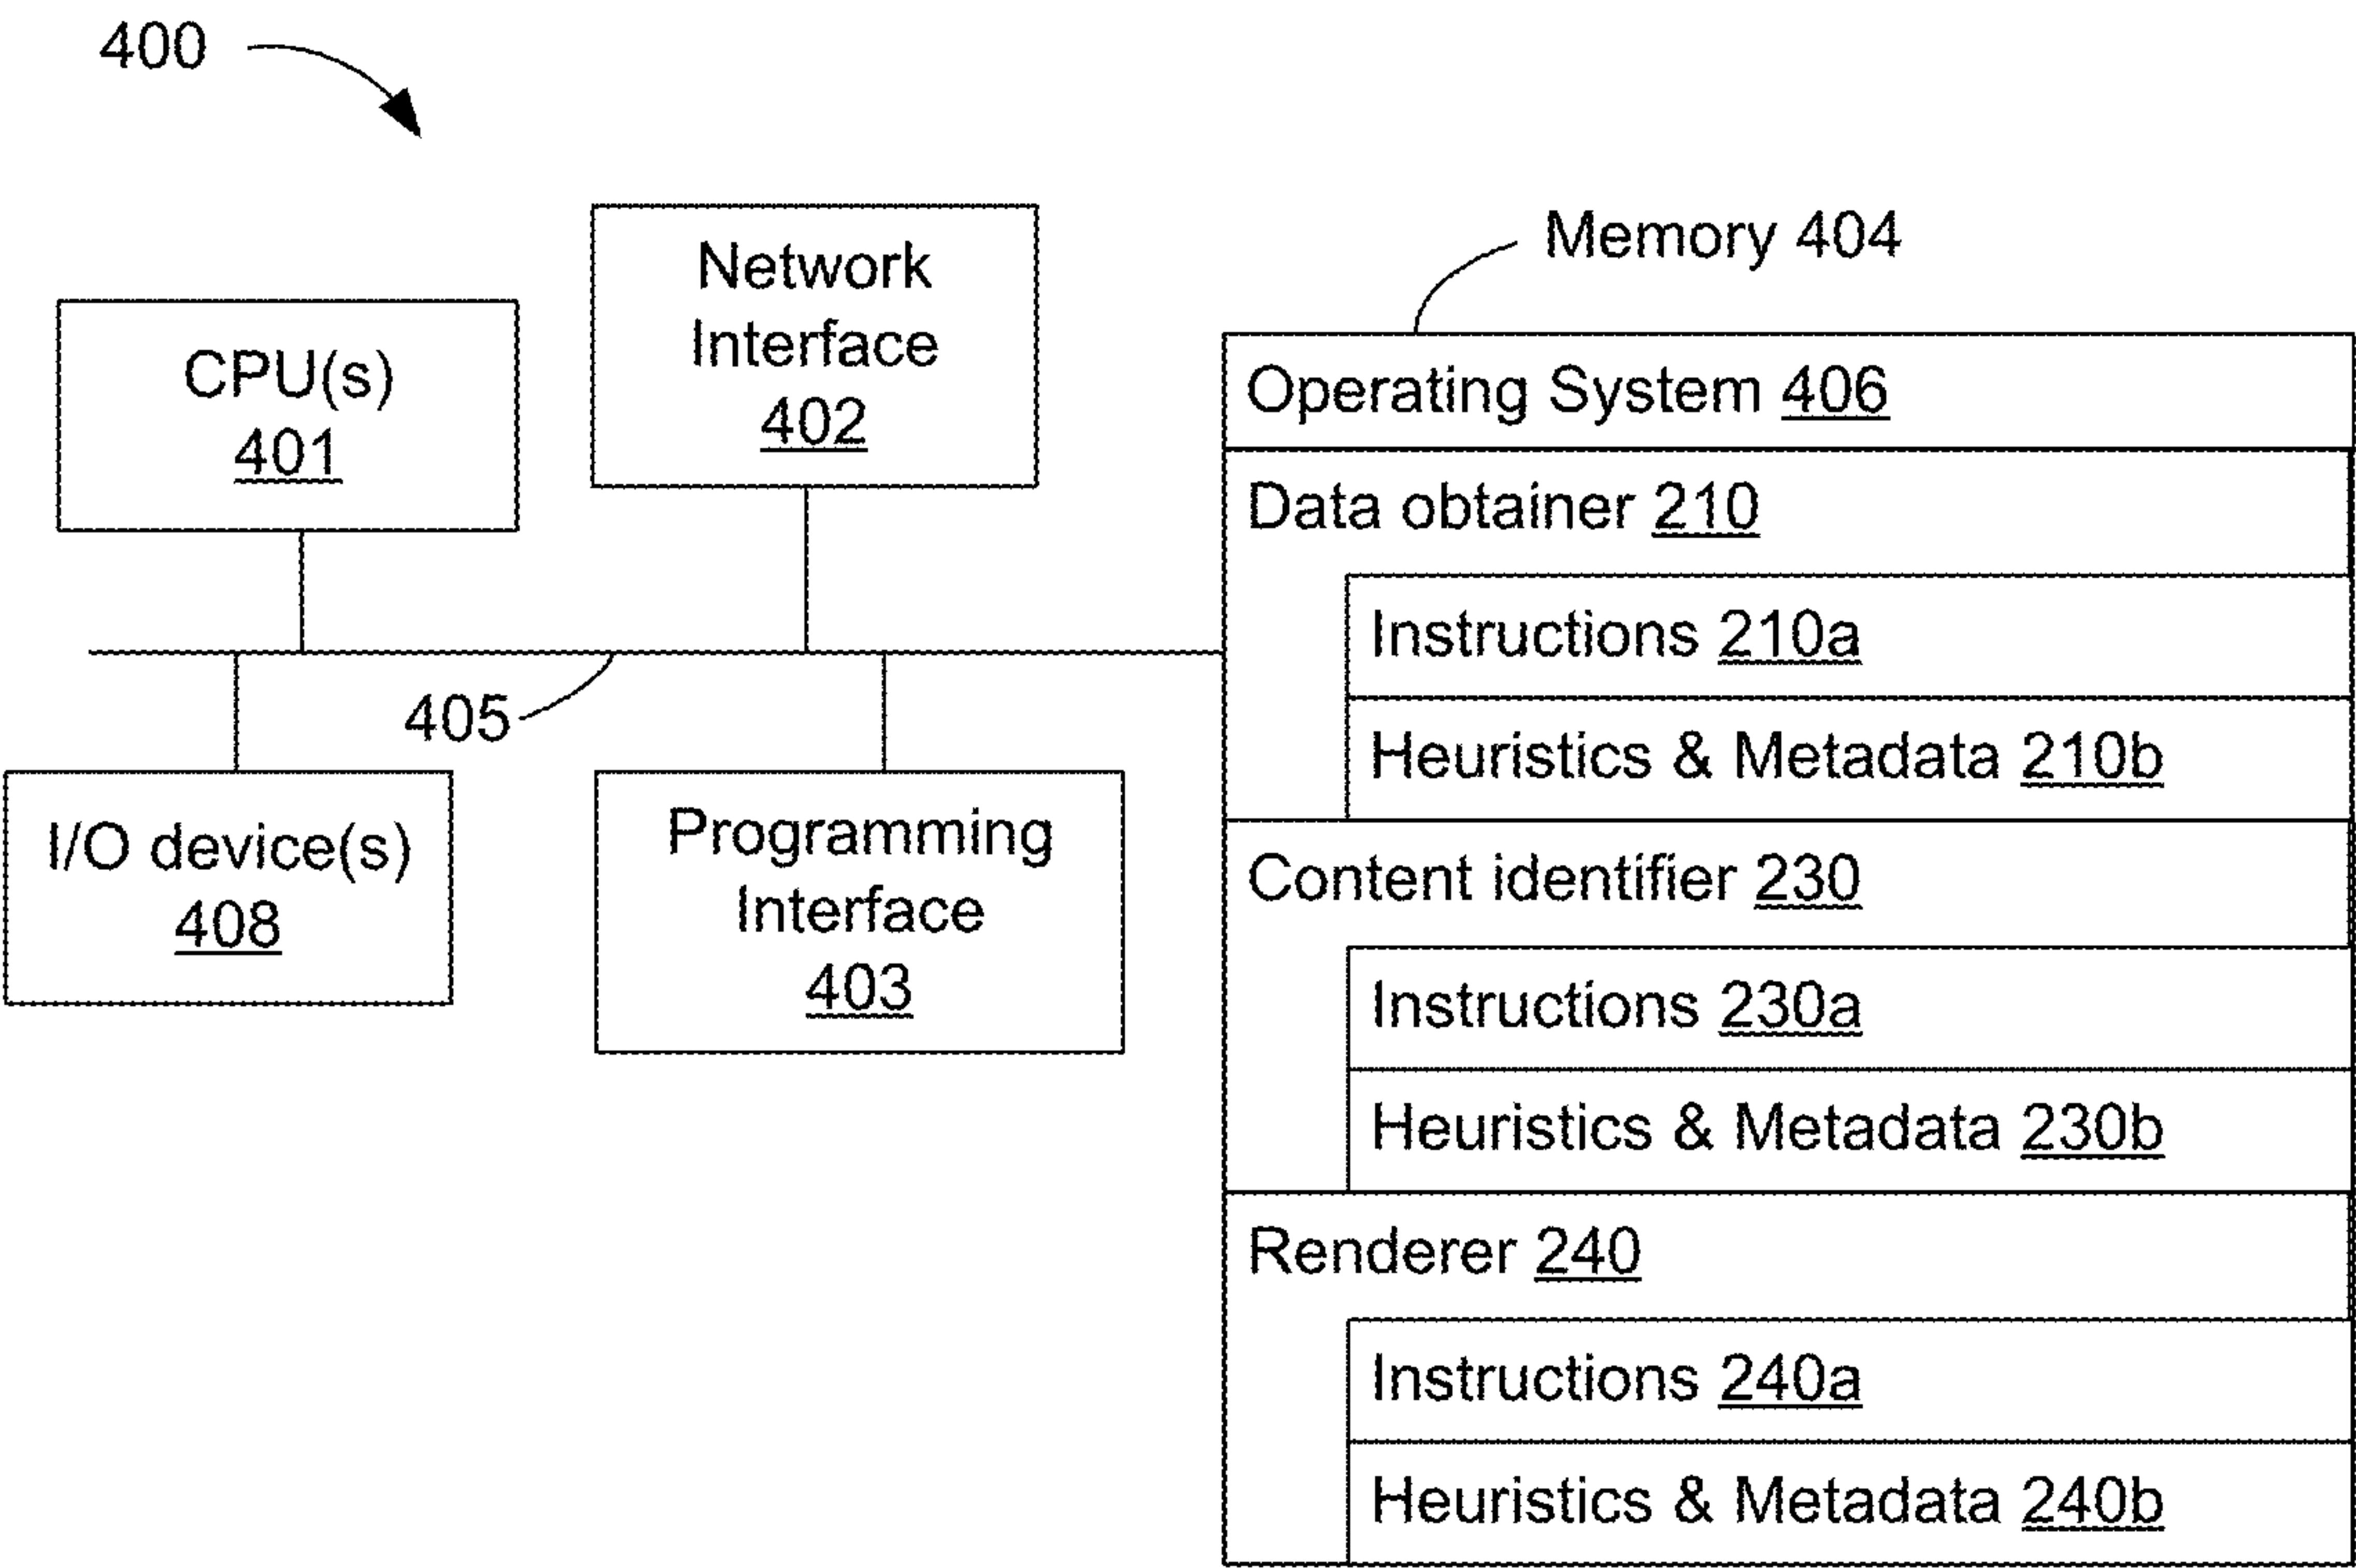 400
Network
Interface
402
Memory 404
CPU(s)
401
Operating System 406
Data obtainer 210
Instructions 210a
405
Heuristics & Metadata 210b
I/O device(s)
408
Programming
Interface
403
Content identifier 230
Instructions 230a
Heuristics & Metadata 230b
Renderer 240
Instructions 240a
Heuristics & Metadata 240b